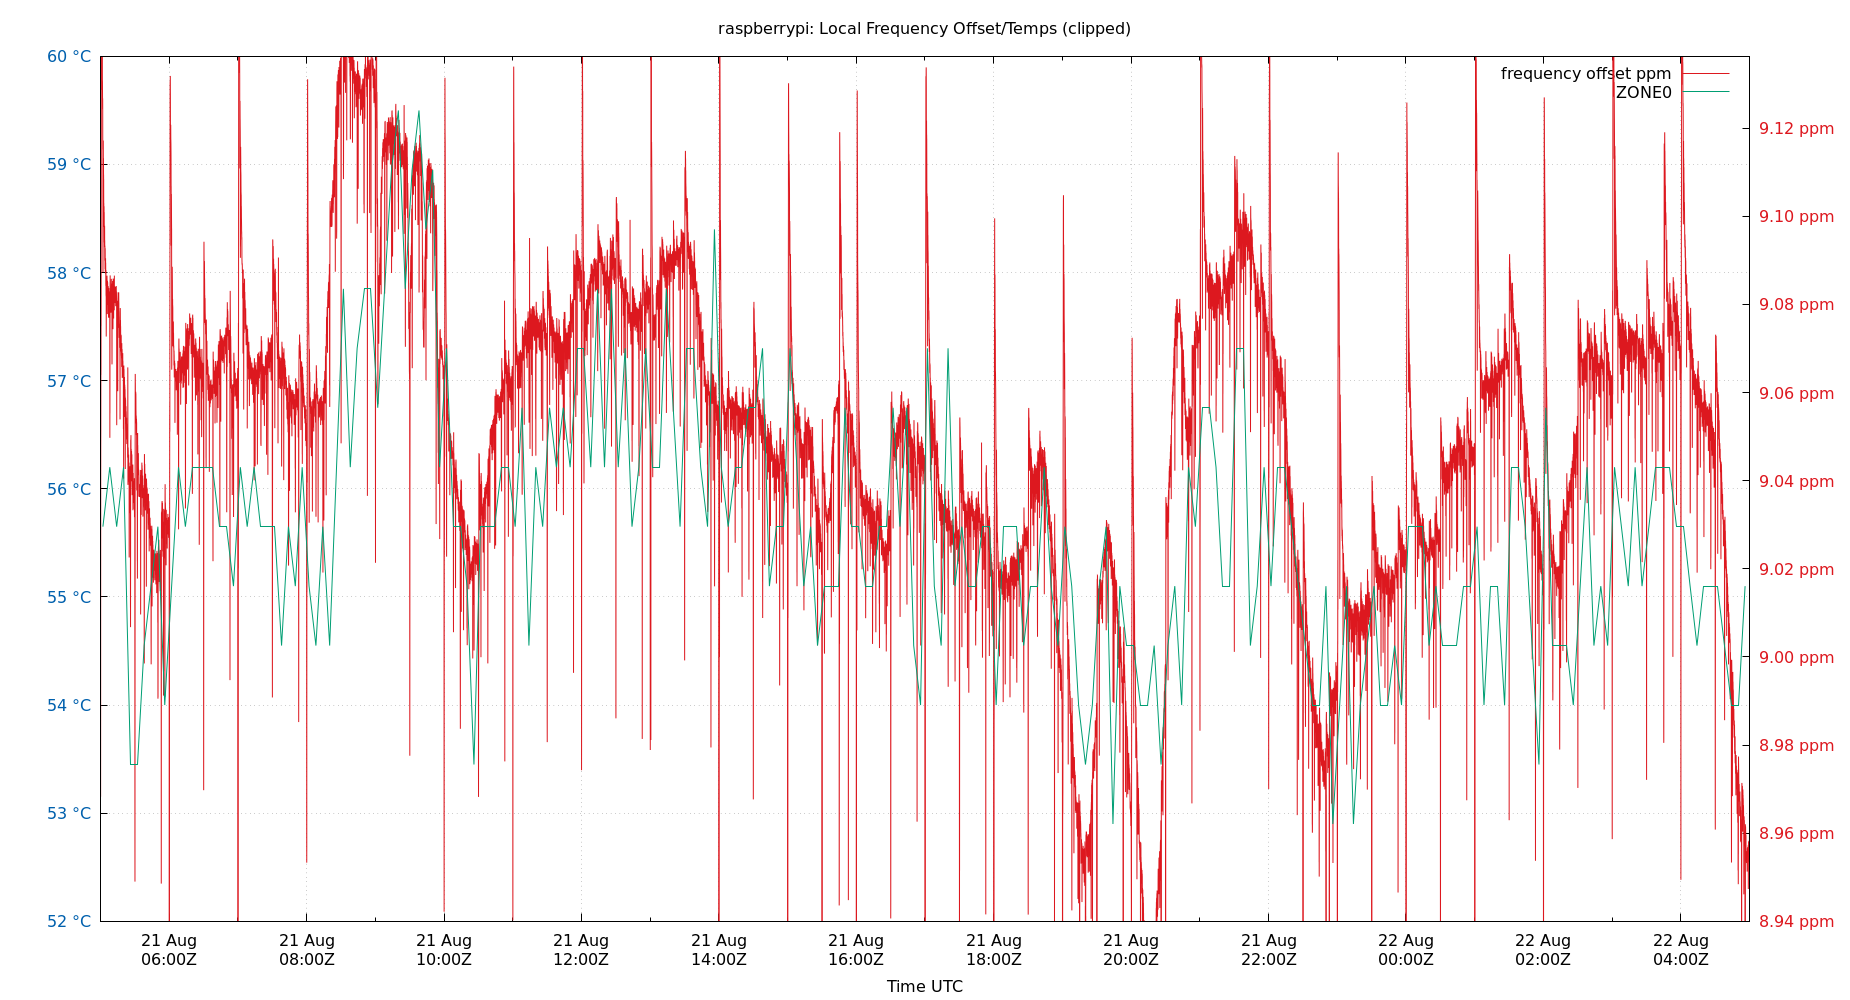 raspberrypi: Local Frequency Offset/Temps (clipped)
60 °C
59 °C
58 °C
57 °C
56 °C
55 °C
54 °C
53 °C
52 °C
frequency offset ppm
ZONE0
9.12 ppm
9.10 ppm
9.08 ppm
9.06 ppm
9.04 ppm
9.02 ppm
9.00 ppm
8.98 ppm
8.96 ppm
8.94 ppm
21 Aug
06:00Z
21 Aug
08:00Z
21 Aug
10:00Z
21 Aug
12:00Z
21 Aug
14:00Z
21 Aug
16:00Z
21 Aug
18:00Z
21 Aug
20:00Z
21 Aug
22:00Z
22 Aug
00:00Z
22 Aug
02:00Z
22 Aug
04:00Z
Time UTC